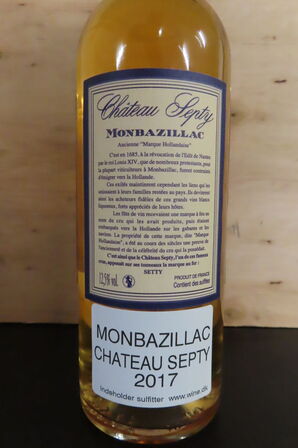 Château Septy
MONBAZILLAC
Ancienne "Marque Hollandaise"
C'est en 1685, à la révocation de l'Edit de Nantes
par le roi Louis XIV, que de nombreux protestants, pour
la plupart viticulteurs à Monbazillac, furent contraints
d'émigrer vers la Hollande.
Ces exilés maintinrent cependant les liens qui les
unissaient à leurs familles restées au pays. Ils devinrent
ainsi les acheteurs fidèles de ces grands vins blancs
liquoreux, forts appréciés de leurs hôtes.
Les fûts de vin recevaient une marque à feu au
nom du cru qui les avait produits, puis étaient
embarqués vers la Hollande sur les gabares et les
navires. La propriété de cette marque, dite "Marque
Hollandaise", a été au cours des siècles une preuve de
l'ancienneté et de la célébrité du cru qui la possédait.
C'est ainsi que le Château Septy, l'un de ces fameux
crus, apposait sur ses tonneaux la marque au fer :
SETTY
12,5% vol.
PRODUIT DE FRANCE
Contient des sulfites
MONBAZILLAC
CHATEAU SEPTY
2017
Indeholder sulfitter www.wine.dk